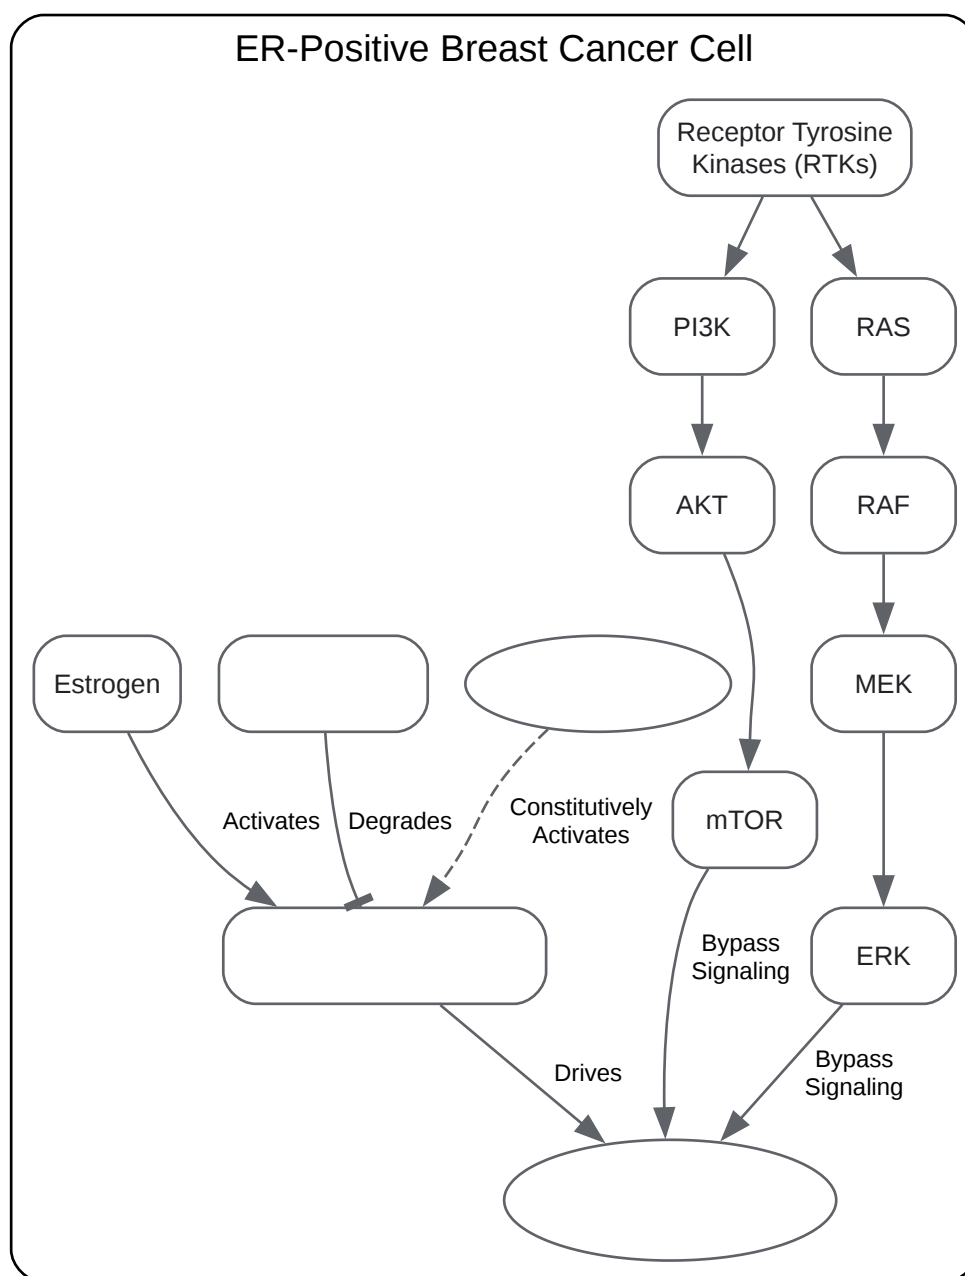 ER-Positive Breast Cancer Cell
Receptor Tyrosine
Kinases (RTKs)
PI3K
RAS
AKT
RAF
Estrogen
MEK
Activates
Degrades
Constitutively
Activates
mTOR
Bypass
Signaling
ERK
Drives
Bypass
Signaling